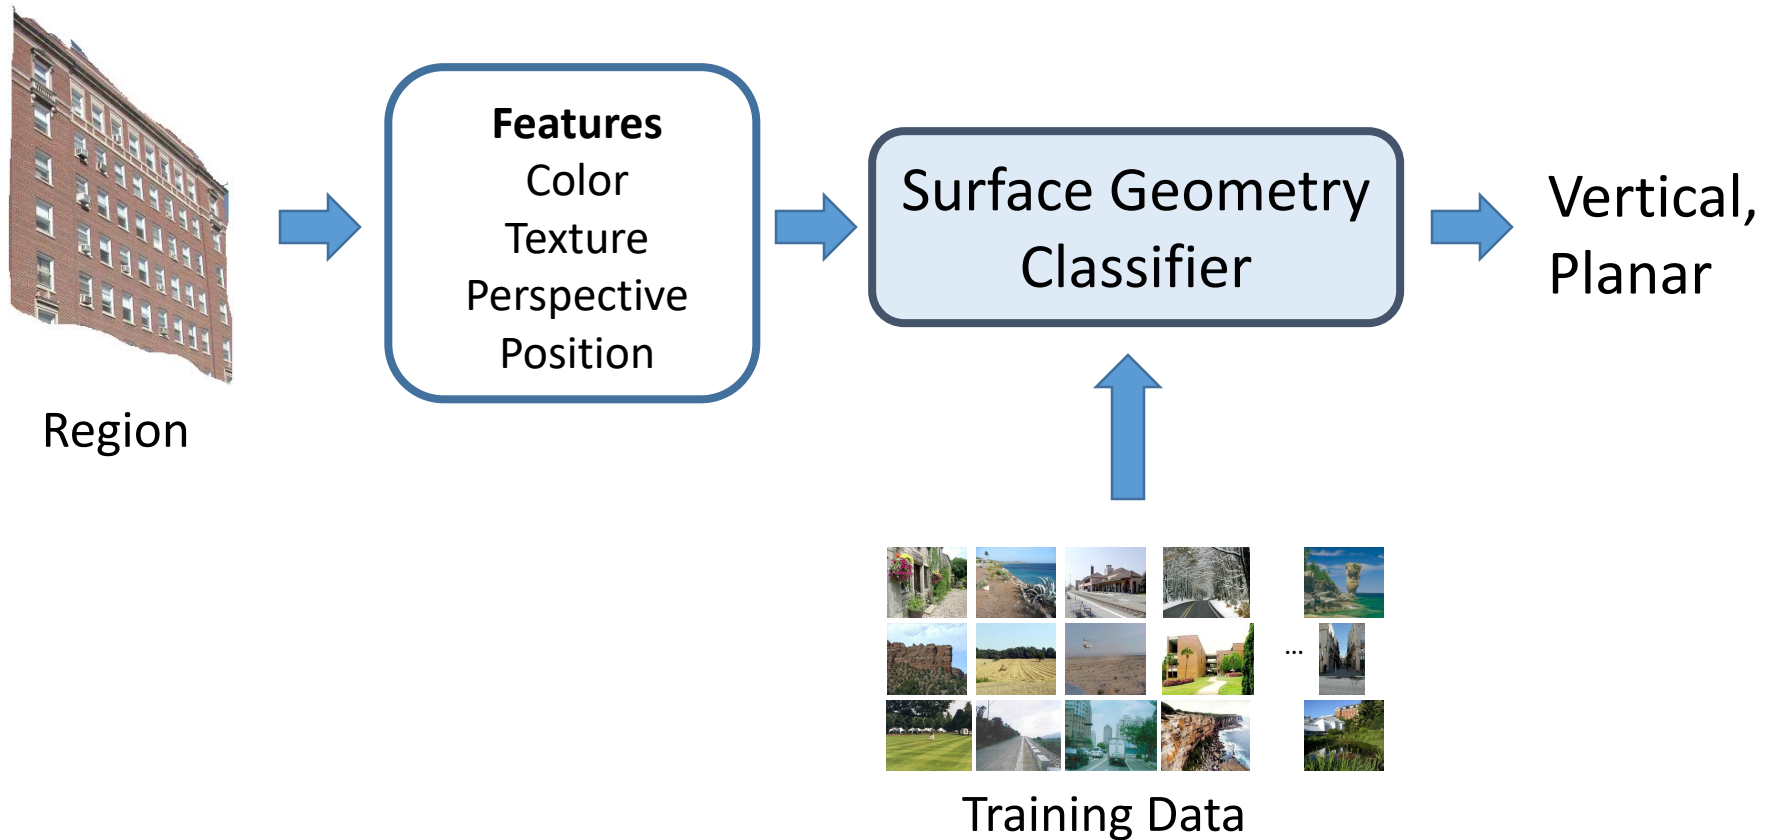 Region
Features
Color
Texture
Perspective
Position
Surface Geometry
Classifier
Vertical,
Planar
...
Training Data